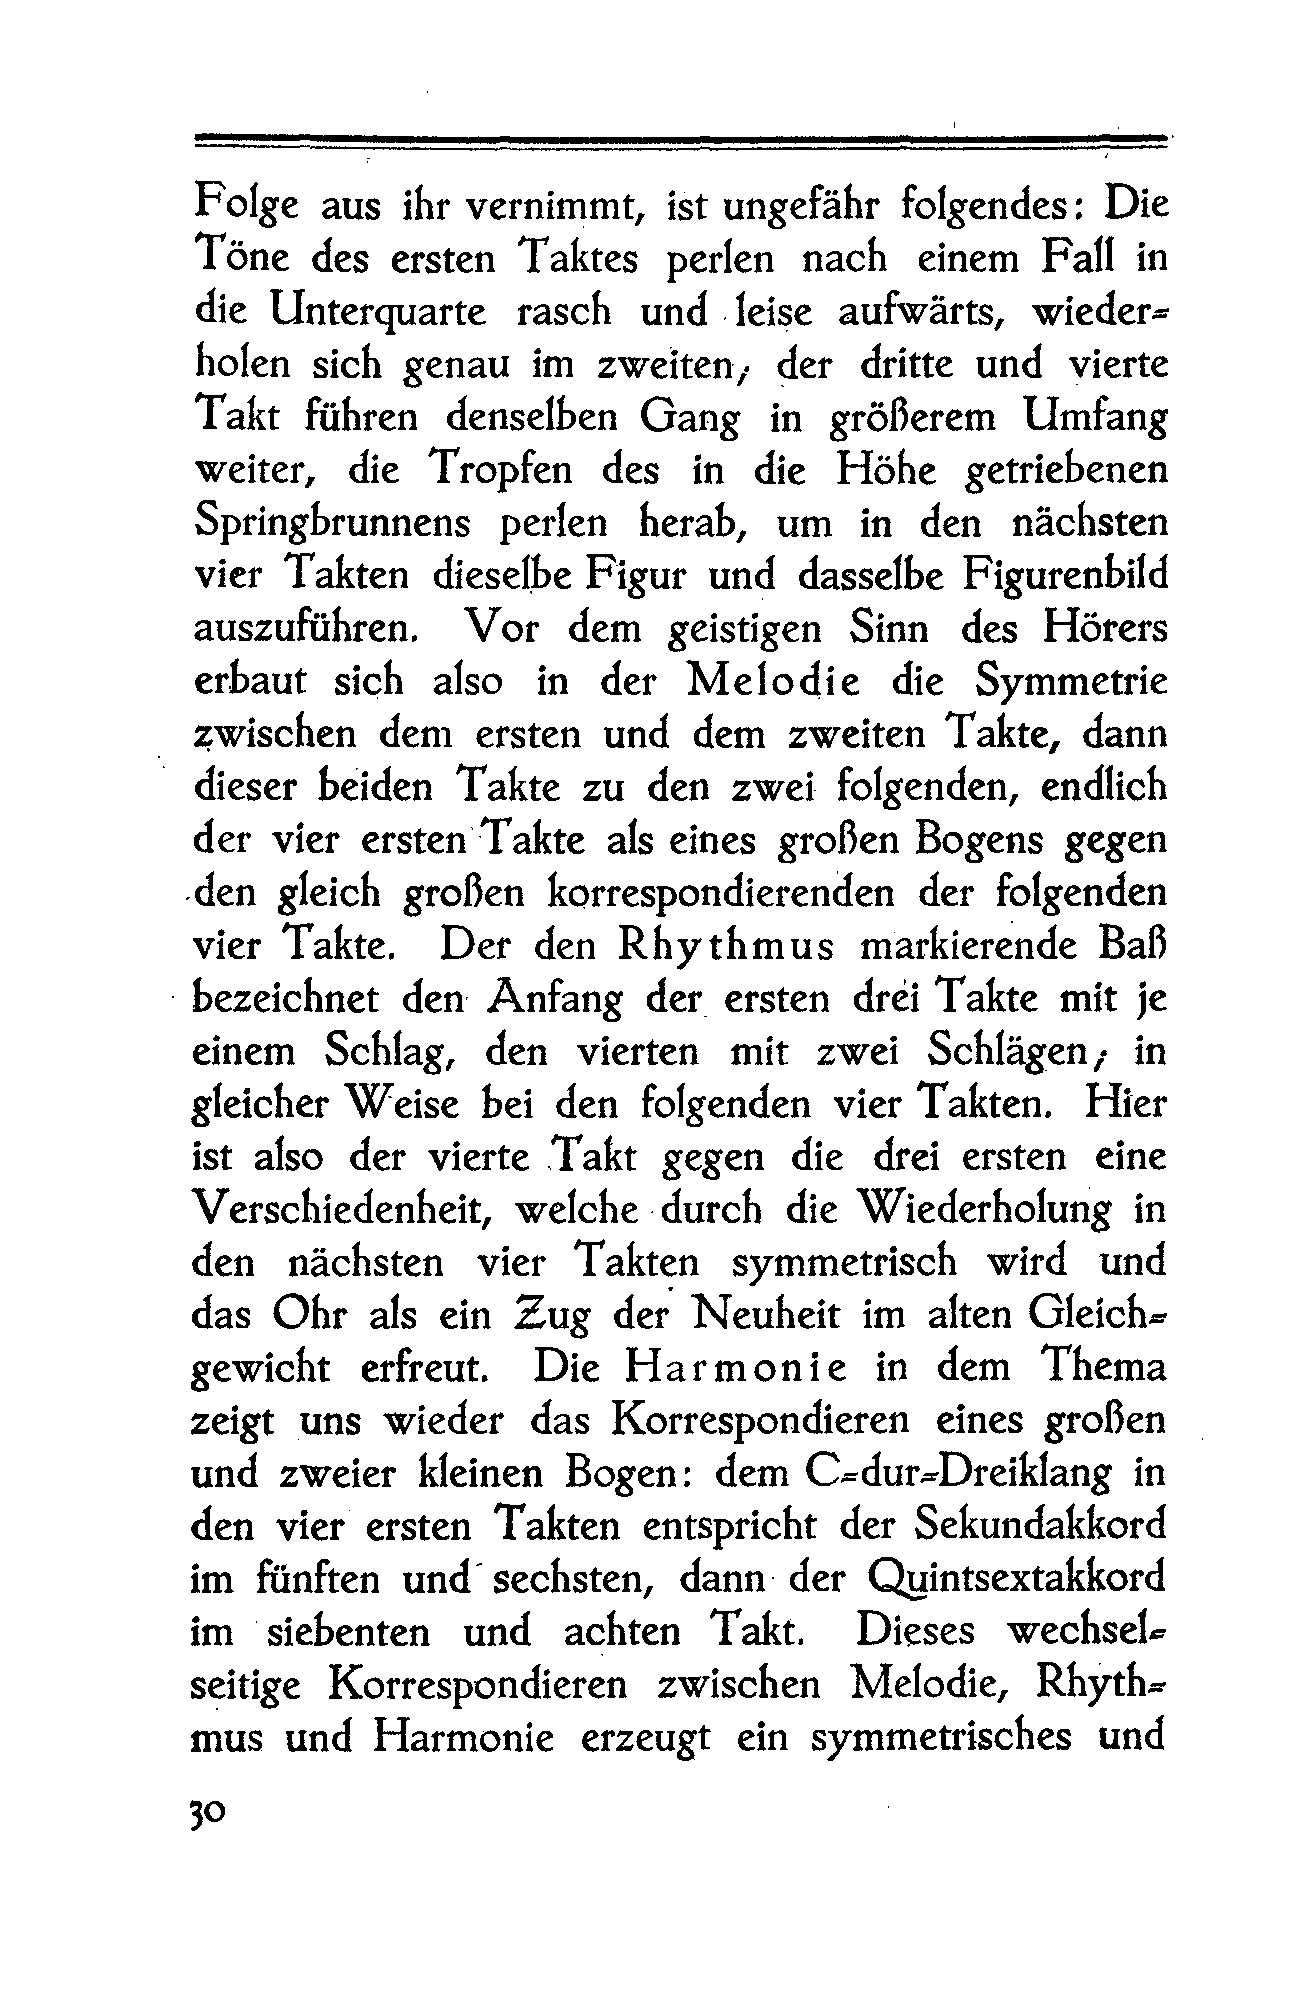 Folge aus ihr vernimmt, ist ungefähr folgendes: Die
Töne des ersten Taktes perlen nach einem Fall in
die Unterquarte rasch und leise aufwärts, wieder-
holen sich genau im zweiten; der dritte und vierte
Takt führen denselben Gang in größerem Umfang
weiter, die Tropfen des in die Höhe getriebenen
Springbrunnens perlen herab, um in den nächsten
vier Takten dieselbe Figur und dasselbe Figurenbild
auszuführen. Vor dem geistigen Sinn des Hörers
erbaut sich also in der Melodie die Symmetrie
zwischen dem ersten und dem zweiten Takte, dann
dieser beiden Takte zu den zwei folgenden, endlich
der vier ersten Takte als eines großen Bogens gegen
den gleich großen korrespondierenden der folgenden
vier Takte. Der den Rhythmus markierende Baß
bezeichnet den Anfang der ersten drei Takte mit je
einem Schlag, den vierten mit zwei Schlägen; in
gleicher Weise bei den folgenden vier Takten. Hier
ist also der vierte Takt gegen die drei ersten eine
Verschiedenheit, welche durch die Wiederholung in
den nächsten vier Takten symmetrisch wird und
das Ohr als ein Zug der Neuheit im alten Gleich-
gewicht erfreut. Die Harmonie in dem Thema
zeigt uns wieder das Korrespondieren eines großen
und zweier kleinen Bogen: dem C-dur-Dreiklang in
den vier ersten Takten entspricht der Sekundakkord
im fünften und sechsten, dann der Quintsextakkord
im siebenten und achten Takt. Dieses wechsel-
seitige Korrespondieren zwischen Melodie, Rhyth-
mus und Harmonie erzeugt ein symmetrisches und
30